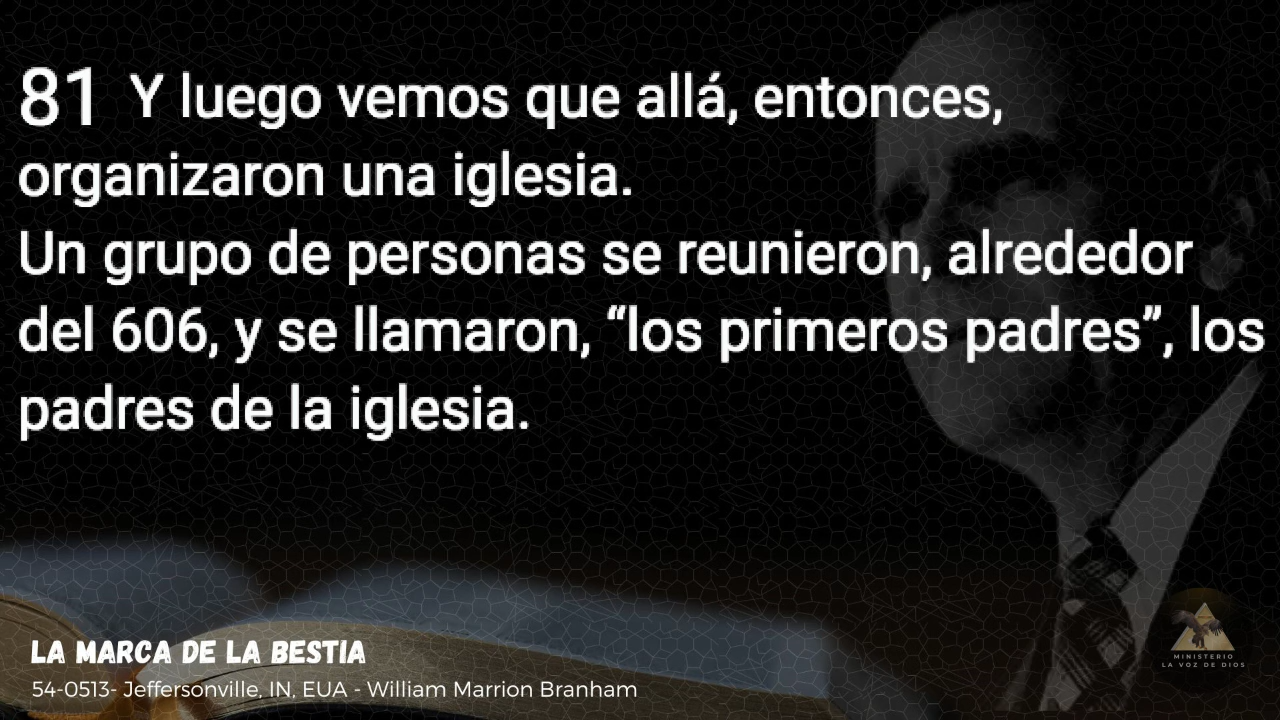 81 Y luego vemos que allá, entonces,
organizaron una iglesia.
Un grupo de personas se reunieron, alrededor
del 606, y se llamaron, “los primeros padres”, los
padres de la iglesia.
LA MARCA DE LA BESTIA
54-0513- Jeffersonville, IN, EUA - William Marrion Branham
MINISTERIO
LA VOZ DE DIOS